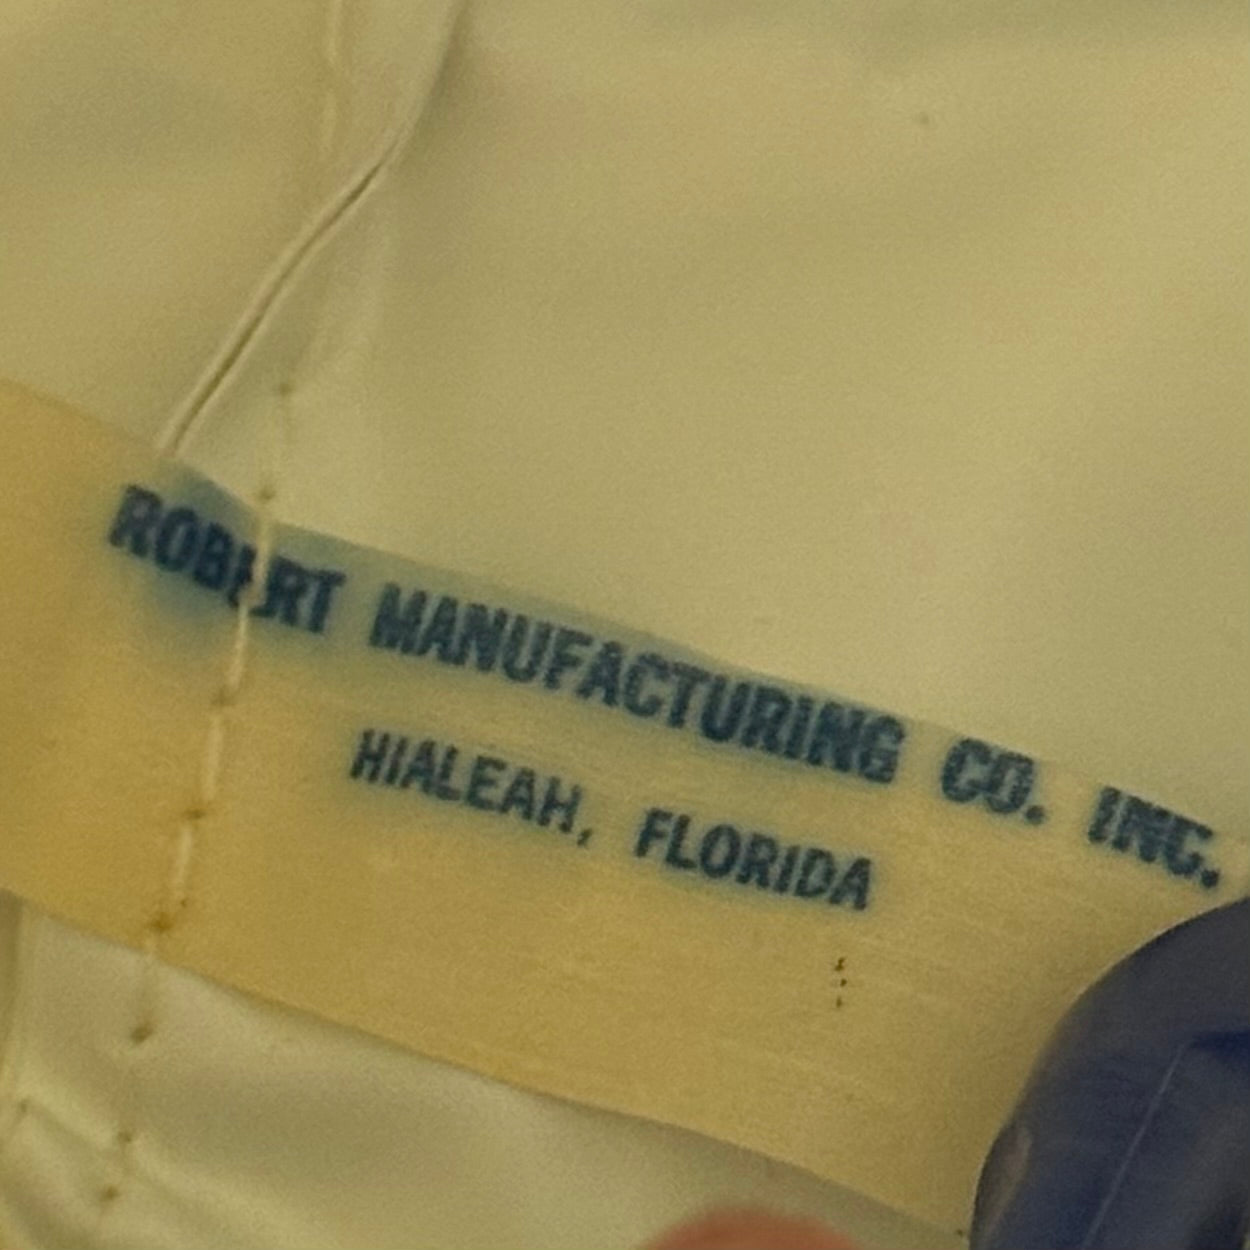 ROBERT MANUFACTURING CO. INC.
HIALEAH, FLORIDA